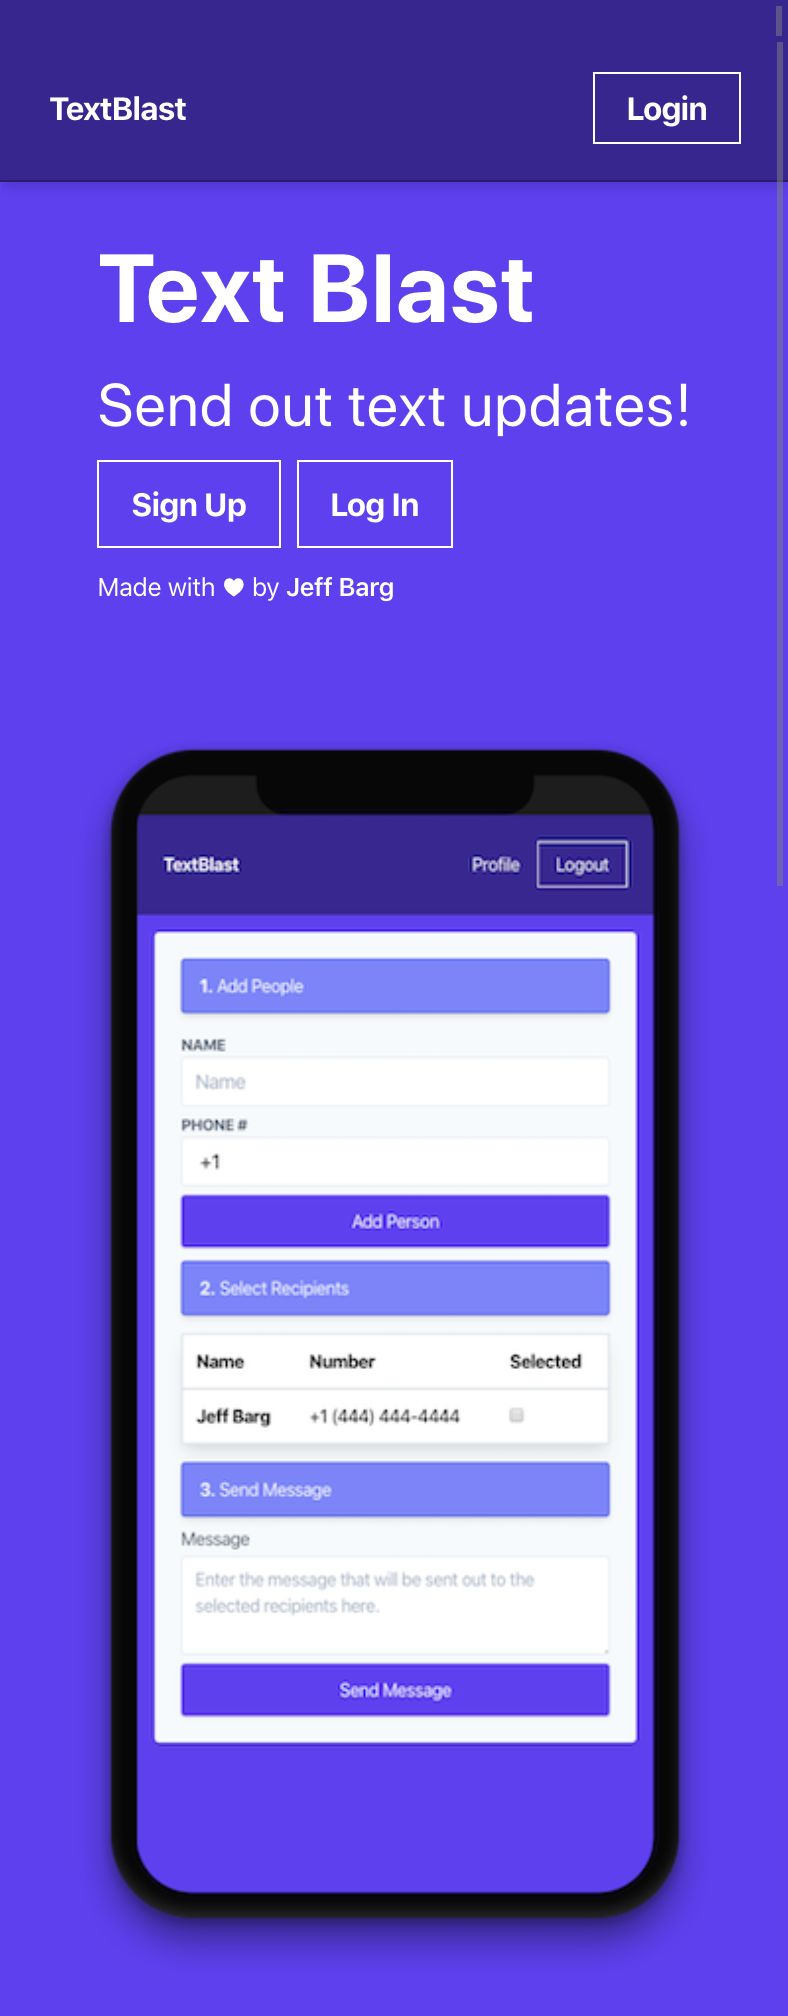 TextBlast
Login
Text Blast
Send out text updates!
Sign Up
Log In
Made with ♥ by Jeff Barg
TextBlast
Profile
Logout
1. Add People
NAME
Name
PHONE #
+1
Add Person
2. Select Recipients
Name Number Selected
Jeff Barg +1 (444) 444-4444
3. Send Message
Message
Enter the message that will be sent out to the
selected recipients here.
Send Message